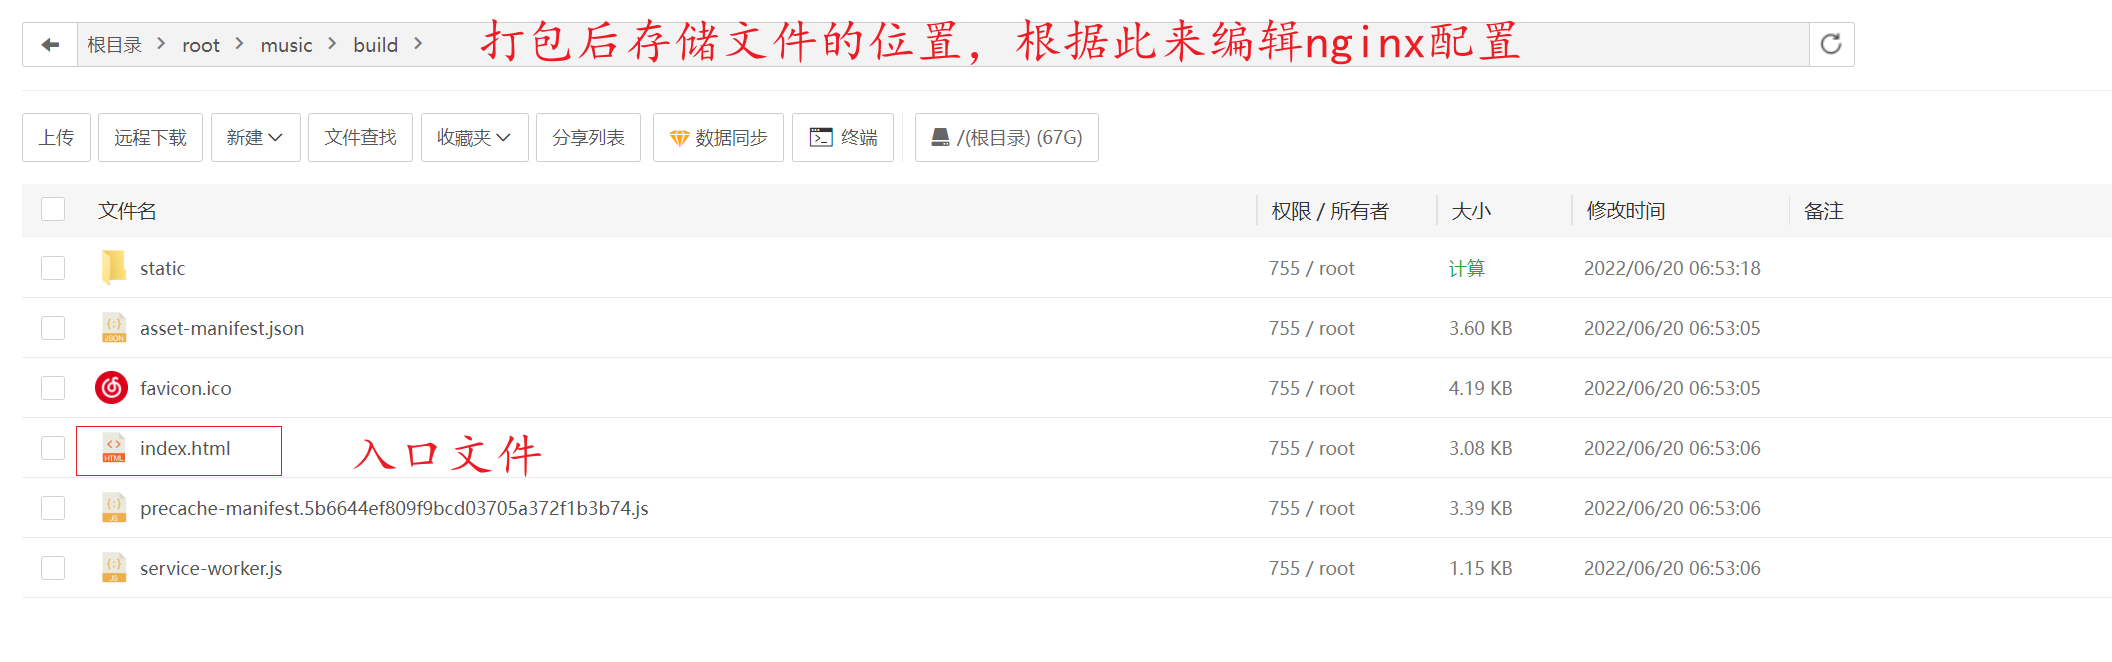 根目录 > root > music > build > 打包后存储文件的位置，根据此来编辑nginx配置
上传 远程下载 新建 文件查找 收藏夹 分享列表 数据同步 终端 /(根目录) (67G)
文件名 权限 / 所有者 大小 修改时间 备注
static 755 / root 计算 2022/06/20 06:53:18
asset-manifest.json 755 / root 3.60 KB 2022/06/20 06:53:05
favicon.ico 755 / root 4.19 KB 2022/06/20 06:53:05
index.html 入口文件 755 / root 3.08 KB 2022/06/20 06:53:06
precache-manifest.5b6644ef809f9bcd03705a372f1b3b74.js 755 / root 3.39 KB 2022/06/20 06:53:06
service-worker.js 755 / root 1.15 KB 2022/06/20 06:53:06